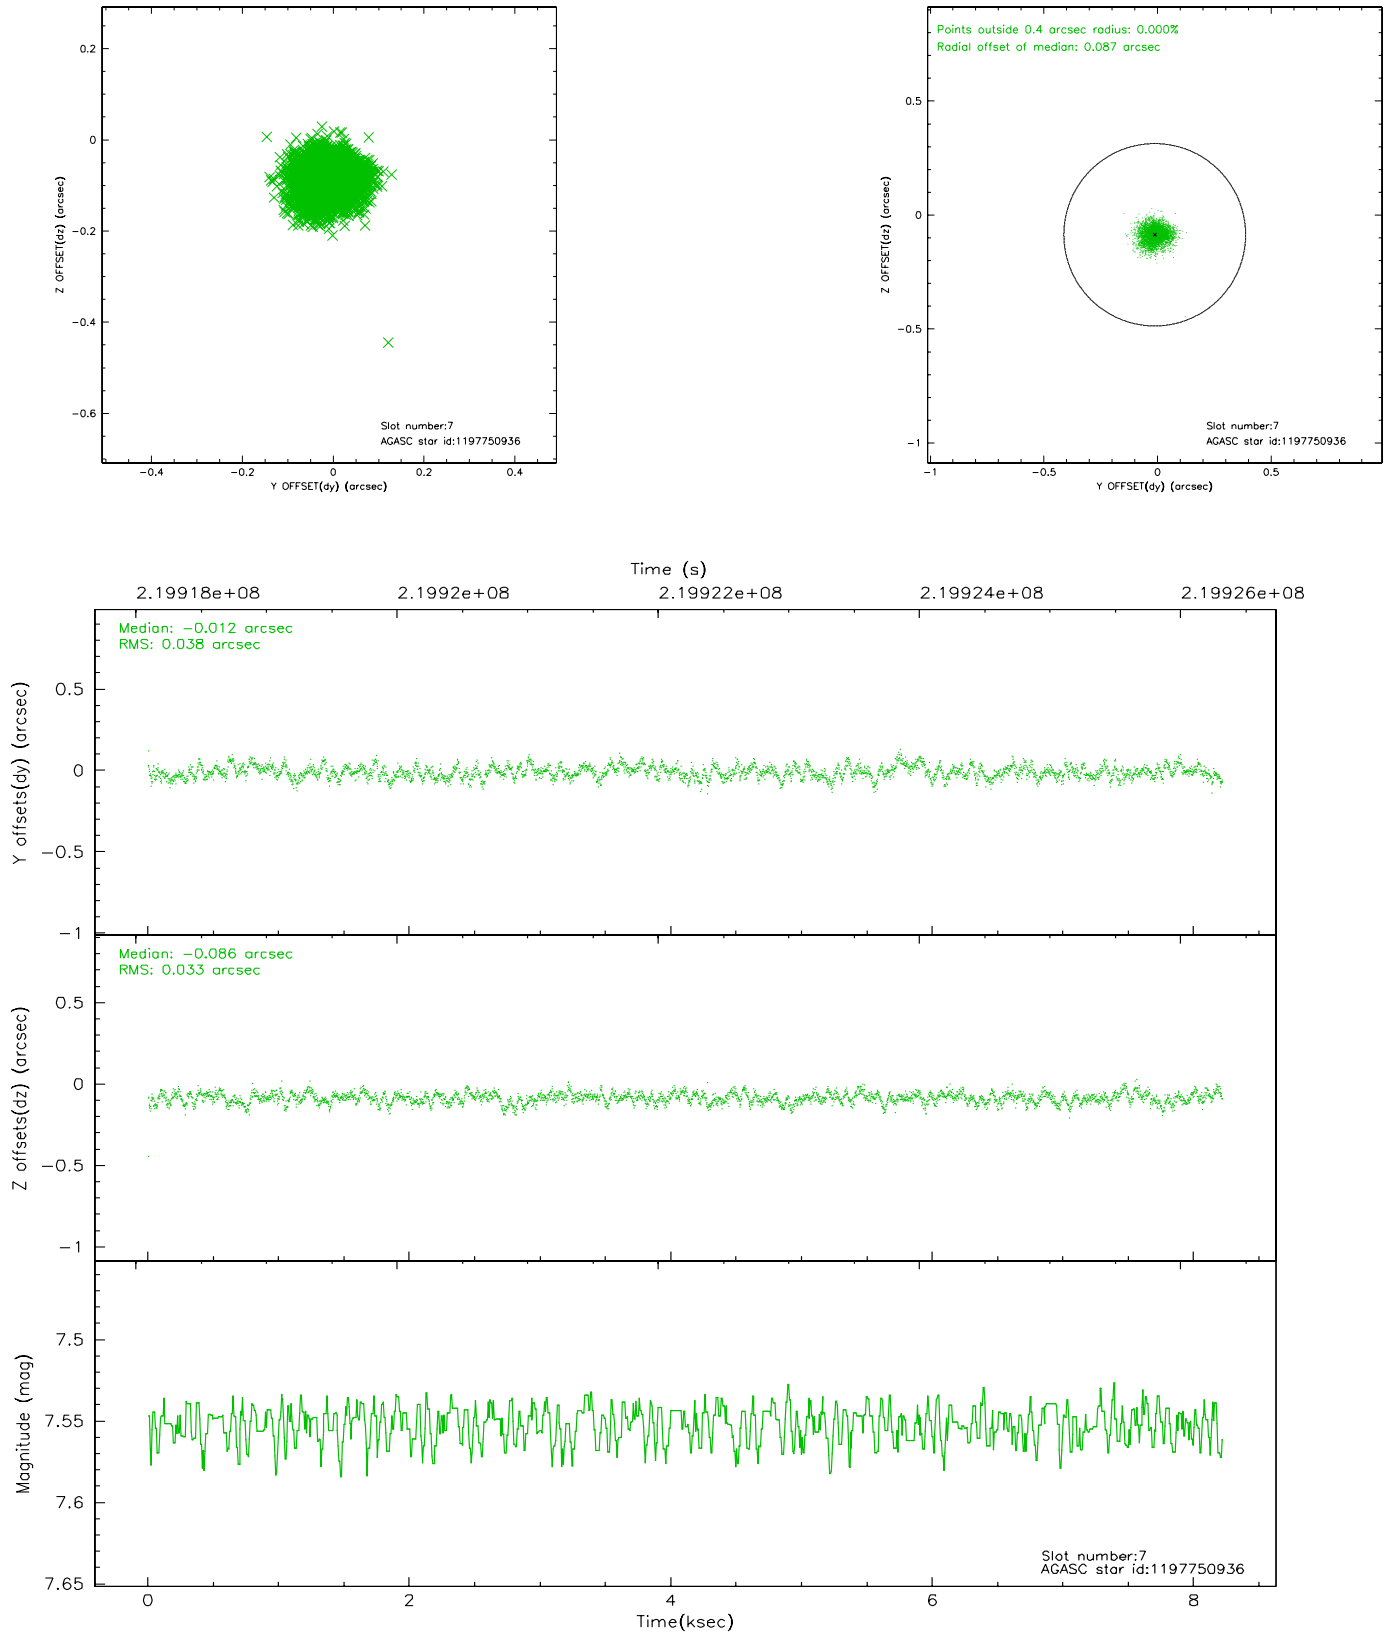 0.2
0
−0.2
−0.4
−0.6
Z OFFSET(dz) (arcsec)
Slot number:7
AGASC star id:1197750936
−0.4
−0.2
0
0.2
0.4
Y OFFSET(dy) (arcsec)
Points outside 0.4 arcsec radius: 0.000%
Radial offset of median: 0.087 arcsec
0.5
0
−0.5
−1
Z OFFSET(dz) (arcsec)
Slot number:7
AGASC star id:1197750936
−1
−0.5
0
0.5
Y OFFSET(dy) (arcsec)
Time (s)
2.19918e+08
2.1992e+08
2.19922e+08
2.19924e+08
2.19926e+08
Median: −0.012 arcsec
RMS: 0.038 arcsec
0.5
0
−0.5
−1
Y offsets(dy) (arcsec)
Median: −0.086 arcsec
RMS: 0.033 arcsec
0.5
0
−0.5
−1
Z offsets(dz) (arcsec)
7.5
7.55
7.6
7.65
Magnitude (mag)
Slot number:7
AGASC star id:1197750936
0
2
4
6
8
Time(ksec)